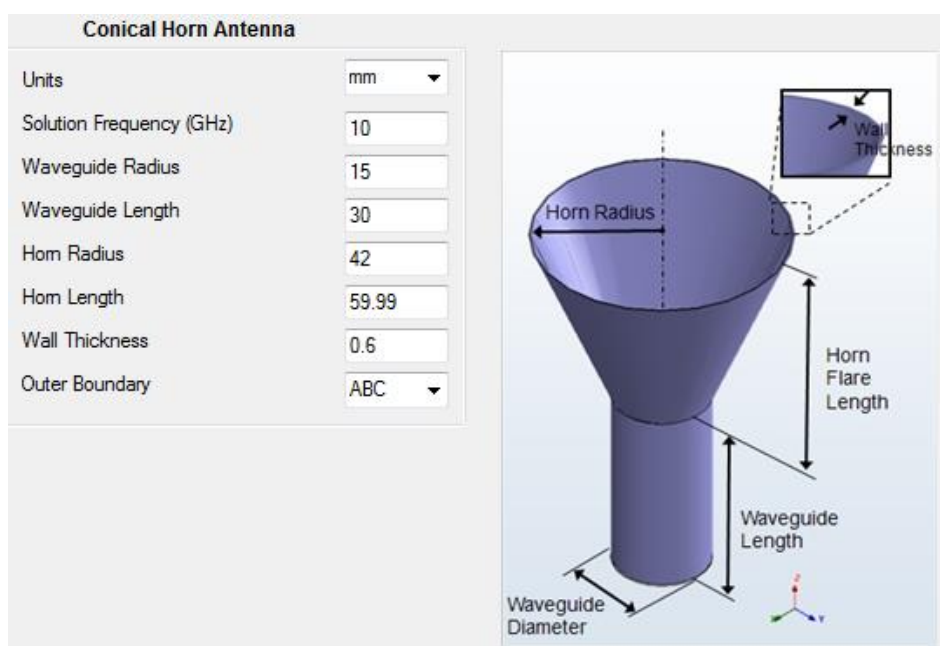 Conical Horn Antenna
Units
mm
Solution Frequency (GHz)
10
Waveguide Radius
15
Waveguide Length
30
Horn Radius
42
Horn Length
59.99
Wall Thickness
0.6
Outer Boundary
ABC
Wall
Thickness
Horn Radius
Horn
Flare
Length
Waveguide
Length
Waveguide
Diameter
Z
X
Y